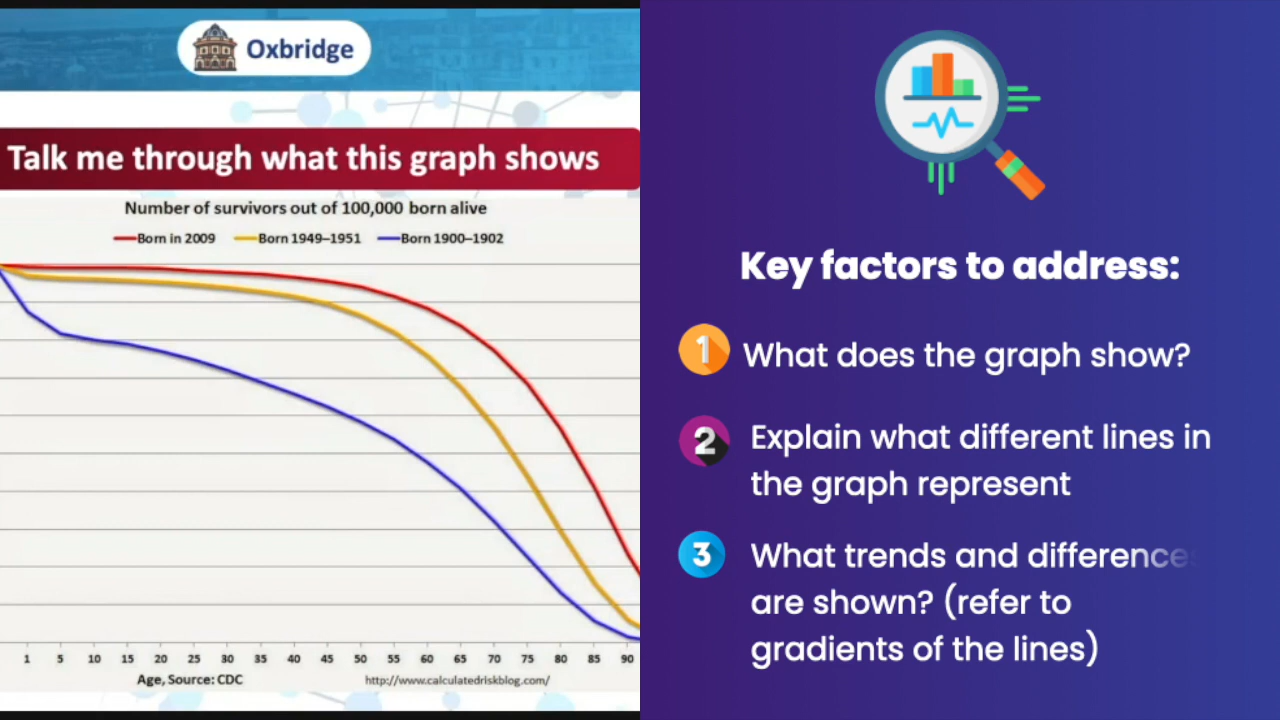 Oxbridge
Talk me through what this graph shows
Number of survivors out of 100,000 born alive
Born in 2009 Born 1949–1951 Born 1900–1902
1 5 10 15 20 25 30 35 40 45 50 55 60 65 70 75 80 85 90
Age, Source: CDC http://www.calculatedriskblog.com/
Key factors to address:
1 What does the graph show?
2 Explain what different lines in
the graph represent
3 What trends and differences
are shown? (refer to
gradients of the lines)